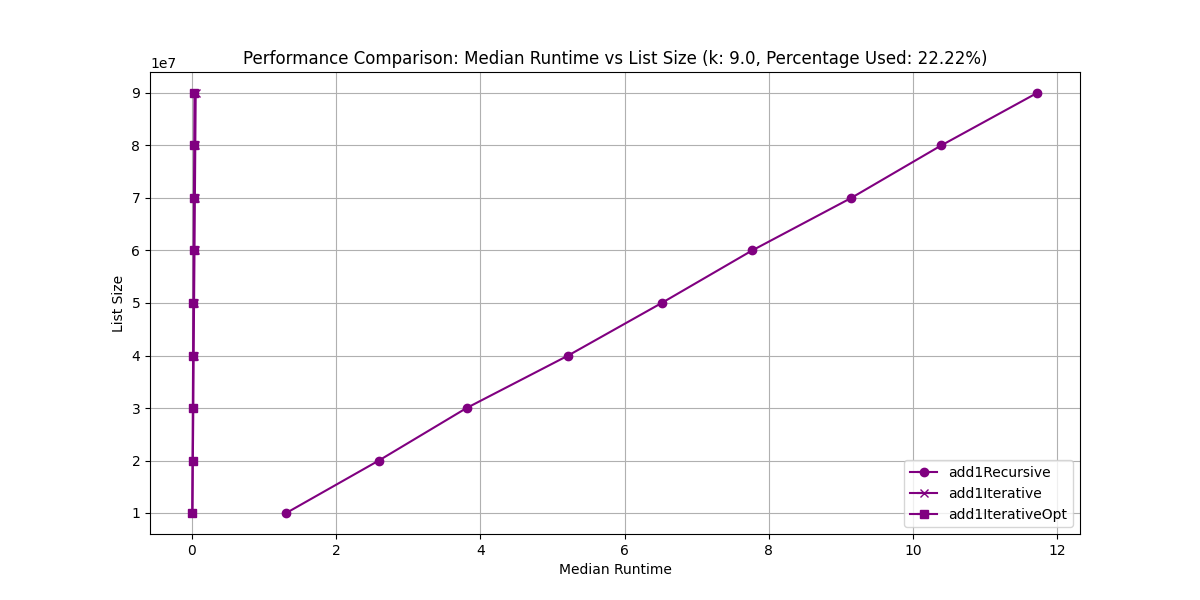 Performance Comparison: Median Runtime vs List Size (k: 9.0, Percentage Used: 22.22%)
1e7
9
8
7
6
5
4
3
2
1
List Size
0 2 4 6 8 10 12
Median Runtime
add1Recursive
add1Iterative
add1IterativeOpt